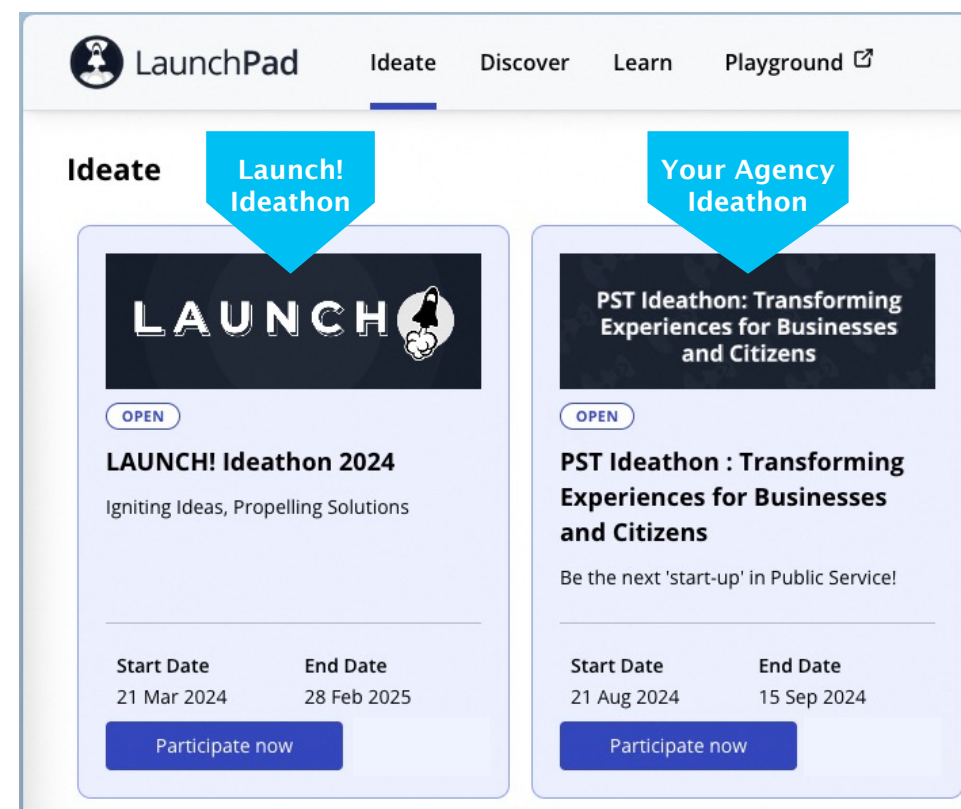 LaunchPad
Ideate
Discover
Learn
Playground
Ideate
Launch!
Ideathon
Your Agency
Ideathon
LAUNCH
OPEN
LAUNCH! Ideathon 2024
Igniting Ideas, Propelling Solutions
Start Date
End Date
21 Mar 2024
28 Feb 2025
Participate now
PST Ideathon: Transforming
Experiences for Businesses
and Citizens
OPEN
PST Ideathon : Transforming
Experiences for Businesses
and Citizens
Be the next 'start-up' in Public Service!
Start Date
End Date
21 Aug 2024
15 Sep 2024
Participate now